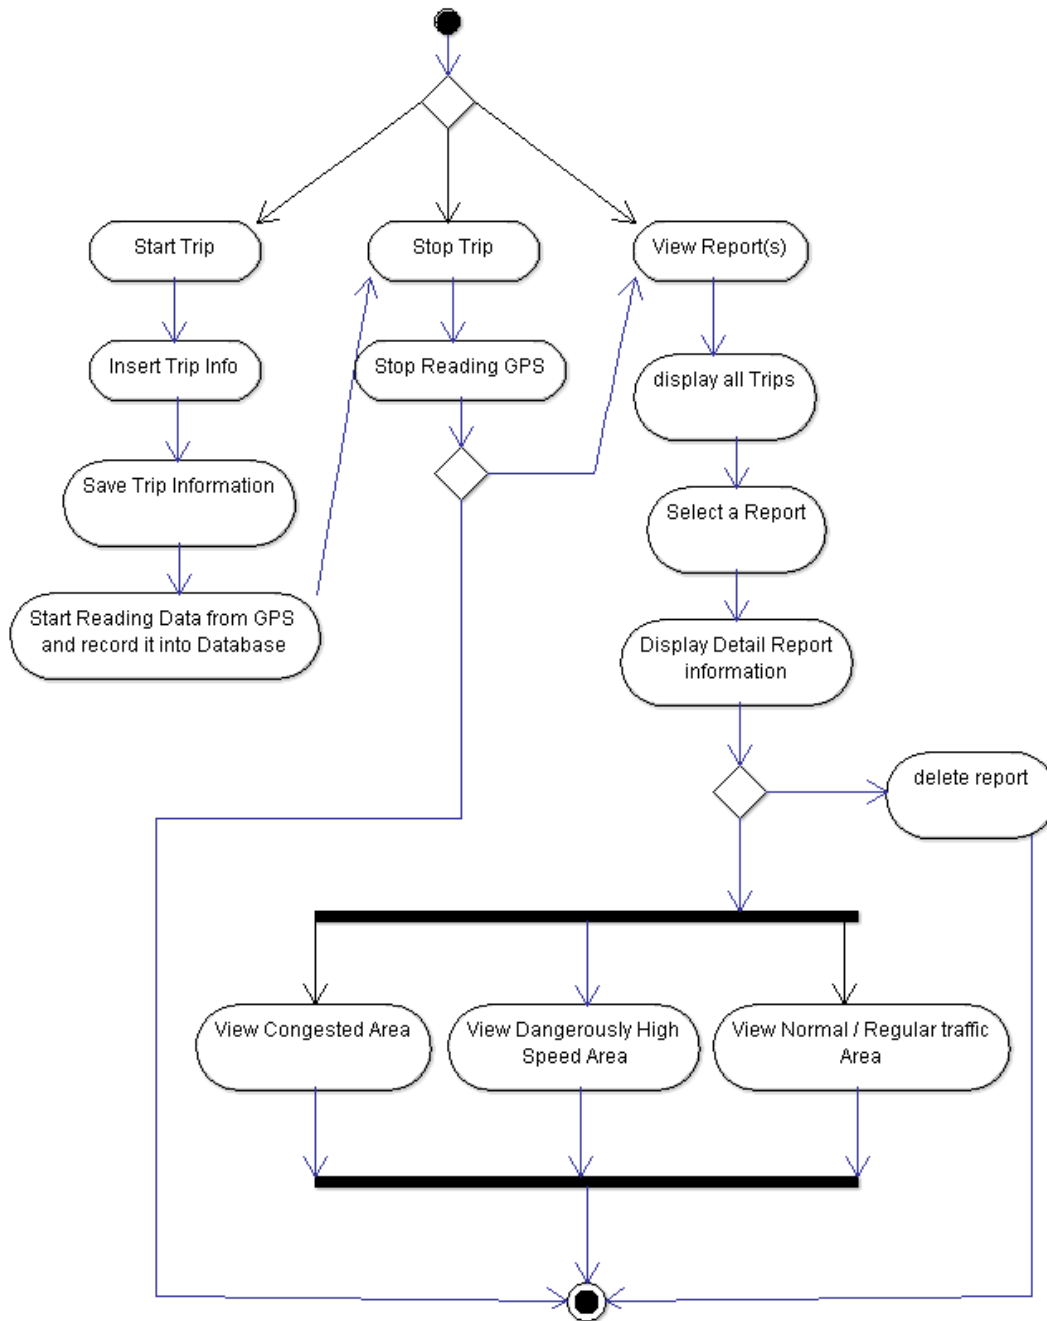 Start Trip
Stop Trip
View Report(s)
Insert Trip Info
Stop Reading GPS
display all Trips
Save Trip Information
Select a Report
Start Reading Data from GPS
and record it into Database
Display Detail Report
information
delete report
View Congested Area
View Dangerously High
Speed Area
View Normal / Regular traffic
Area